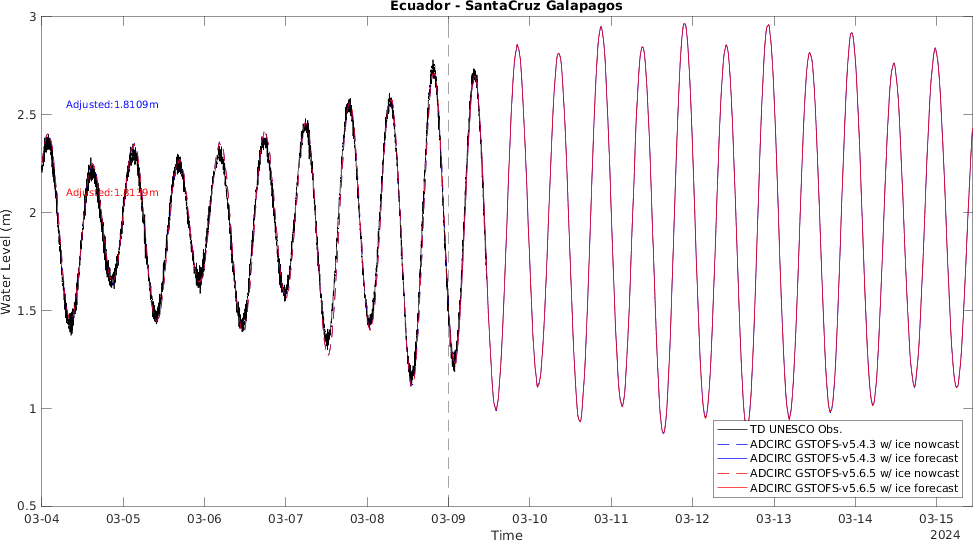 Ecuador - SantaCruz Galapagos
3
2.5
2
1.5
1
0.5
Water Level (m)
Adjusted:1.8109m
Adjusted:1.8139m
TD UNESCO Obs.
ADCIRC GSTOFS-v5.4.3 w/ ice nowcast
ADCIRC GSTOFS-v5.4.3 w/ ice forecast
ADCIRC GSTOFS-v5.6.5 w/ ice nowcast
ADCIRC GSTOFS-v5.6.5 w/ ice forecast
03-04 03-05 03-06 03-07 03-08 03-09 03-10 03-11 03-12 03-13 03-14 03-15
Time
2024